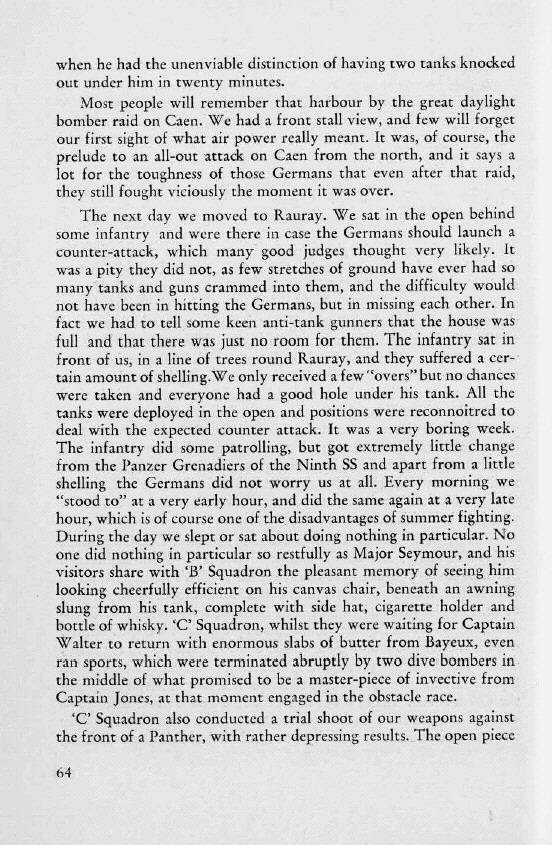 when he had the unenviable distinction of having two tanks knocked
out under him in twenty minutes.
Most people will remember that harbour by the great daylight
bomber raid on Caen. We had a front stall view, and few will forget
our first sight of what air power really meant. It was, of course, the
prelude to an all-out attack on Caen from the north, and it says a
lot for the toughness of those Germans that even after that raid,
they still fought viciously the moment it was over.
The next day we moved to Rauray. We sat in the open behind
some infantry and were there in case the Germans should launch a
counter-attack, which many good judges thought very likely. It
was a pity they did not, as few stretches of ground have ever had so
many tanks and guns crammed into them, and the difficulty would
not have been in hitting the Germans, but in missing each other. In
fact we had to tell some keen anti-tank gunners that the house was
full and that there was just no room for them. The infantry sat in
front of us, in a line of trees round Rauray, and they suffered a cer-
tain amount of shelling.We only received a few "overs" but no chances
were taken and everyone had a good hole under his tank. All the
tanks were deployed in the open and positions were reconnoitred to
deal with the expected counter attack. It was a very boring week.
The infantry did some patrolling, but got extremely little change
from the Panzer Grenadiers of the Ninth SS and apart from a little
shelling the Germans did not worry us at all. Every morning we
"stood to" at a very early hour, and did the same again at a very late
hour, which is of course one of the disadvantages of summer fighting.
During the day we slept or sat about doing nothing in particular. No
one did nothing in particular so restfully as Major Seymour, and his
visitors share with 'B' Squadron the pleasant memory of seeing him
looking cheerfully efficient on his canvas chair, beneath an awning
slung from his tank, complete with side hat, cigarette holder and
bottle of whisky. 'C' Squadron, whilst they were waiting for Captain
Walter to return with enormous slabs of butter from Bayeux, even
ran sports, which were terminated abruptly by two dive bombers in
the middle of what promised to be a master-piece of invective from
Captain Jones, at that moment engaged in the obstacle race.
'C' Squadron also conducted a trial shoot of our weapons against
the front of a Panther, with rather depressing results. The open piece
64